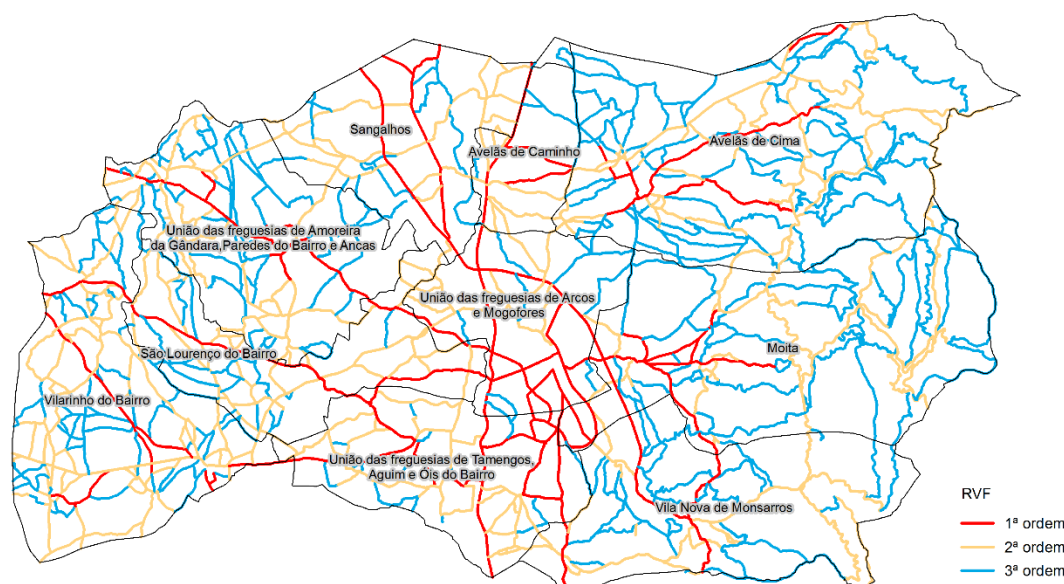 Sangalhos
Avelãs de Caminho
Avelãs de Cima
União das freguesias de Amoreira
da Gândara,Paredes do Bairro e Ancas
União das freguesias de Arcos
e Mogofores
São Lourenço do Bairro
Moita
Vilarinho do Bairro
União das freguesias de Tamengos,
Aguim e Óis do Bairro
Vila Nova de Monsarros
RVF
1ª ordem
2ª ordem
3ª ordem